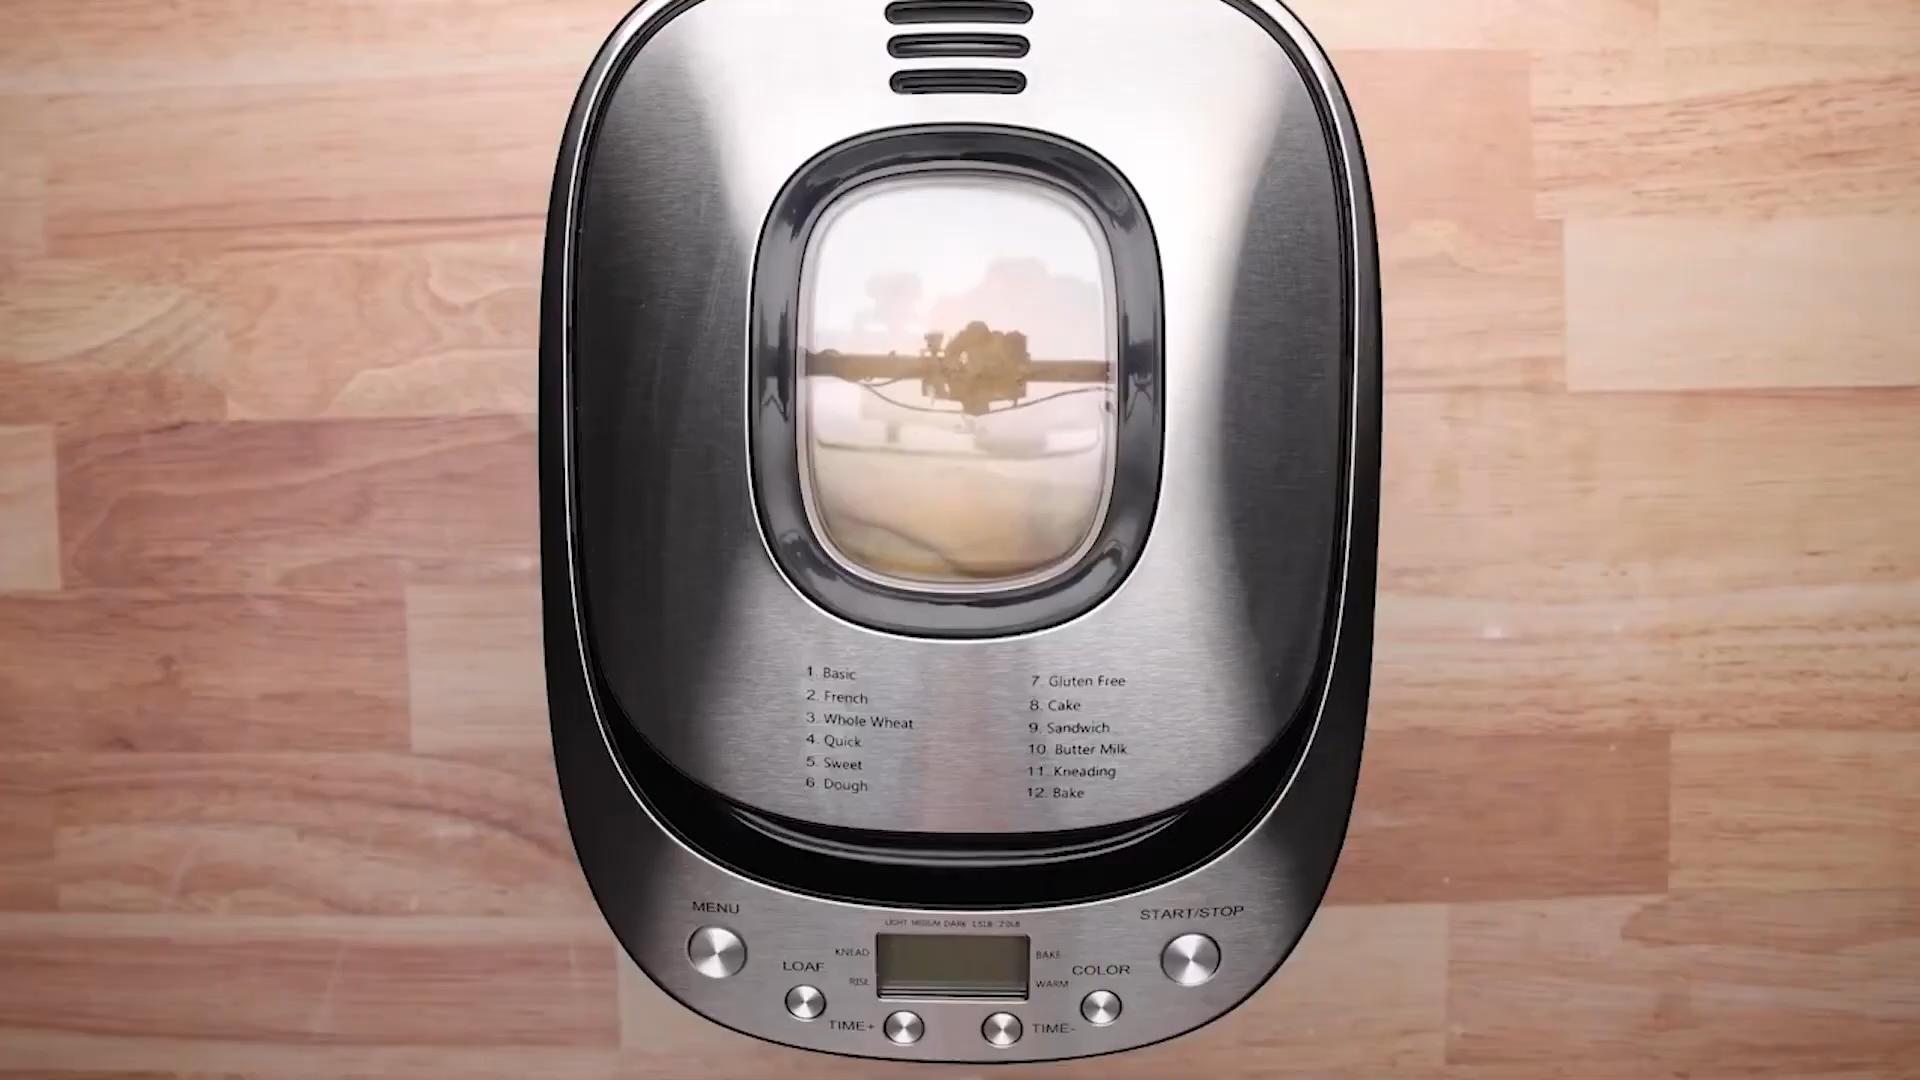 1. Basic
2. French
3. Whole Wheat
4. Quick
5. Sweet
6. Dough
7. Gluten Free
8. Cake
9. Sandwich
10. Butter Milk
11. Kneading
12. Bake
MENU
LIGHT MEDIUM DARK 1.5LB 2.0LB
START/STOP
KNEAD
BAKE
LOAF
COLOR
RISE
WARM
TIME+
TIME-